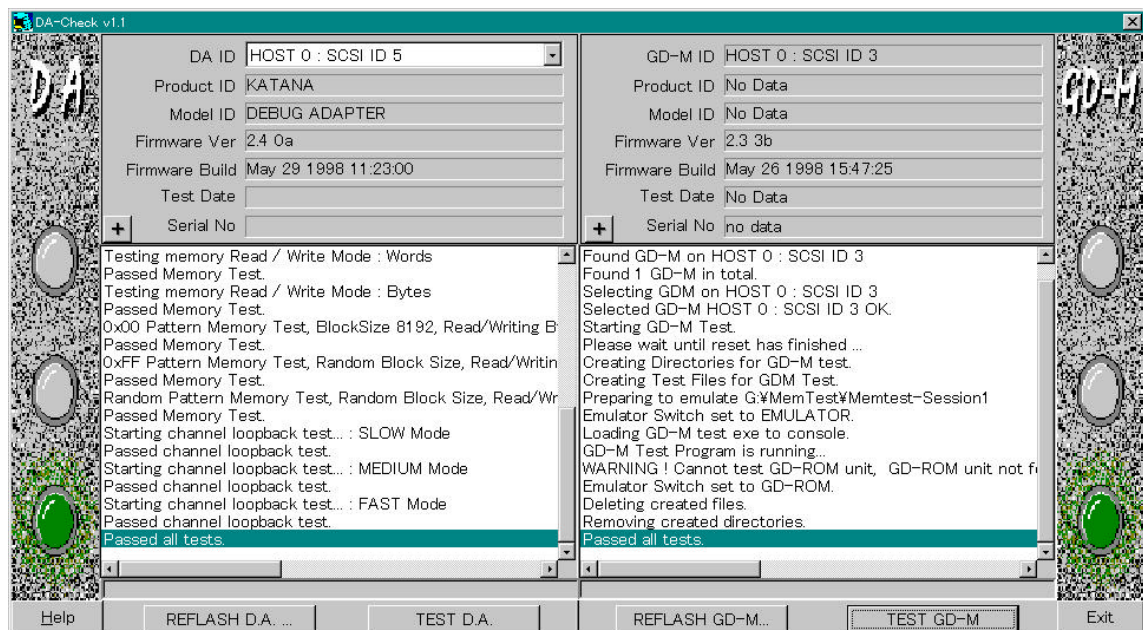 DA-Check v1.1
DA
DA ID HOST 0 : SCSI ID 5
Product ID KATANA
Model ID DEBUG ADAPTER
Firmware Ver 2.4 0a
Firmware Build May 29 1998 11:23:00
Test Date
+ Serial No
GD-M ID HOST 0 : SCSI ID 3
Product ID No Data
Model ID No Data
Firmware Ver 2.3 3b
Firmware Build May 26 1998 15:47:25
Test Date No Data
+ Serial No no data
GD-M
Testing memory Read / Write Mode : Words
Passed Memory Test.
Testing memory Read / Write Mode : Bytes
Passed Memory Test.
0x00 Pattern Memory Test, BlockSize 8192, Read/Writing B
Passed Memory Test.
0xFF Pattern Memory Test, Random Block Size, Read/Writin
Passed Memory Test.
Random Pattern Memory Test, Random Block Size, Read/Wr
Passed Memory Test.
Starting channel loopback test... : SLOW Mode
Passed channel loopback test.
Starting channel loopback test... : MEDIUM Mode
Passed channel loopback test.
Starting channel loopback test... : FAST Mode
Passed channel loopback test.
Passed all tests.
Found GD-M on HOST 0 : SCSI ID 3
Found 1 GD-M in total.
Selecting GDM on HOST 0 : SCSI ID 3
Selected GD-M HOST 0 : SCSI ID 3 OK.
Starting GD-M Test.
Please wait until reset has finished ...
Creating Directories for GD-M test.
Creating Test Files for GDM Test.
Preparing to emulate G:¥MemTest¥Memtest-Session1
Emulator Switch set to EMULATOR.
Loading GD-M test exe to console.
GD-M Test Program is running...
WARNING ! Cannot test GD-ROM unit, GD-ROM unit not f
Emulator Switch set to GD-ROM.
Deleting created files.
Removing created directories.
Passed all tests.
Help
REFLASH D.A. ...
TEST D.A.
REFLASH GD-M...
TEST GD-M
Exit